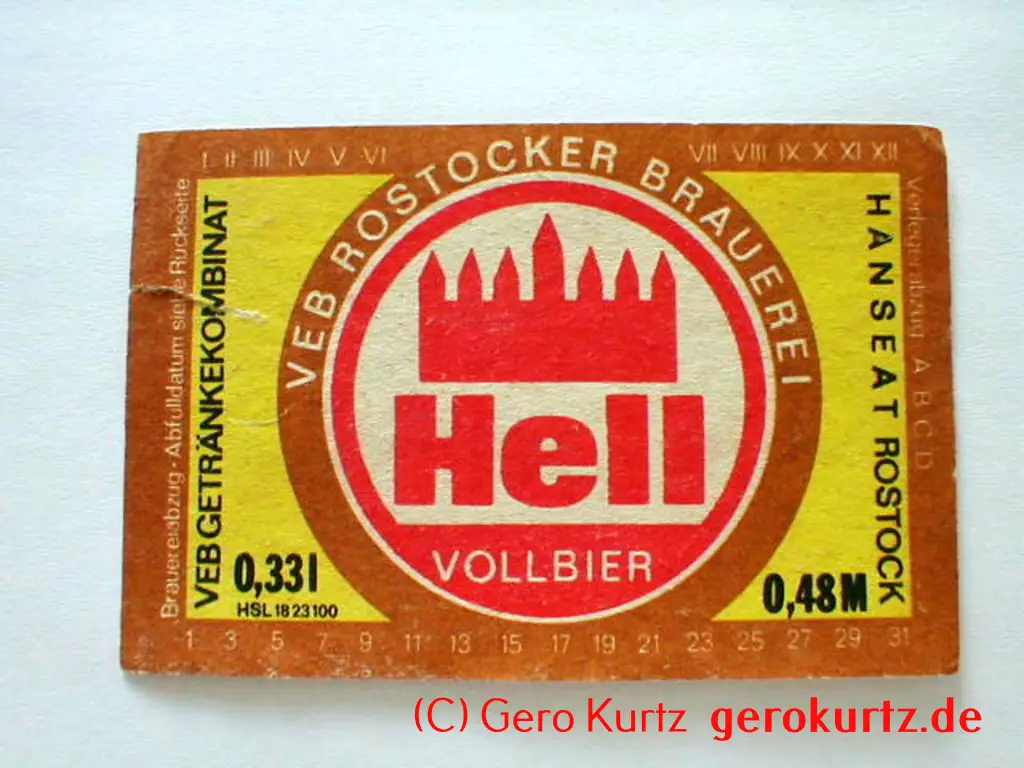 I II III IV V VI
VII VIII IX X XI XII
VEB ROSTOCKER BRAUEREI
Brauereiabzug · Abfülldatum siehe Rückseite
VEB GETRÄNKEKOMBINAT
HANSEAT ROSTOCK
Verlegerabzug A B C D
Hell
VOLLBIER
0,33 l
HSL 18 23 100
0,48 M
1 3 5 7 9 11 13 15 17 19 21 23 25 27 29 31
(C) Gero Kurtz gerokurtz.de